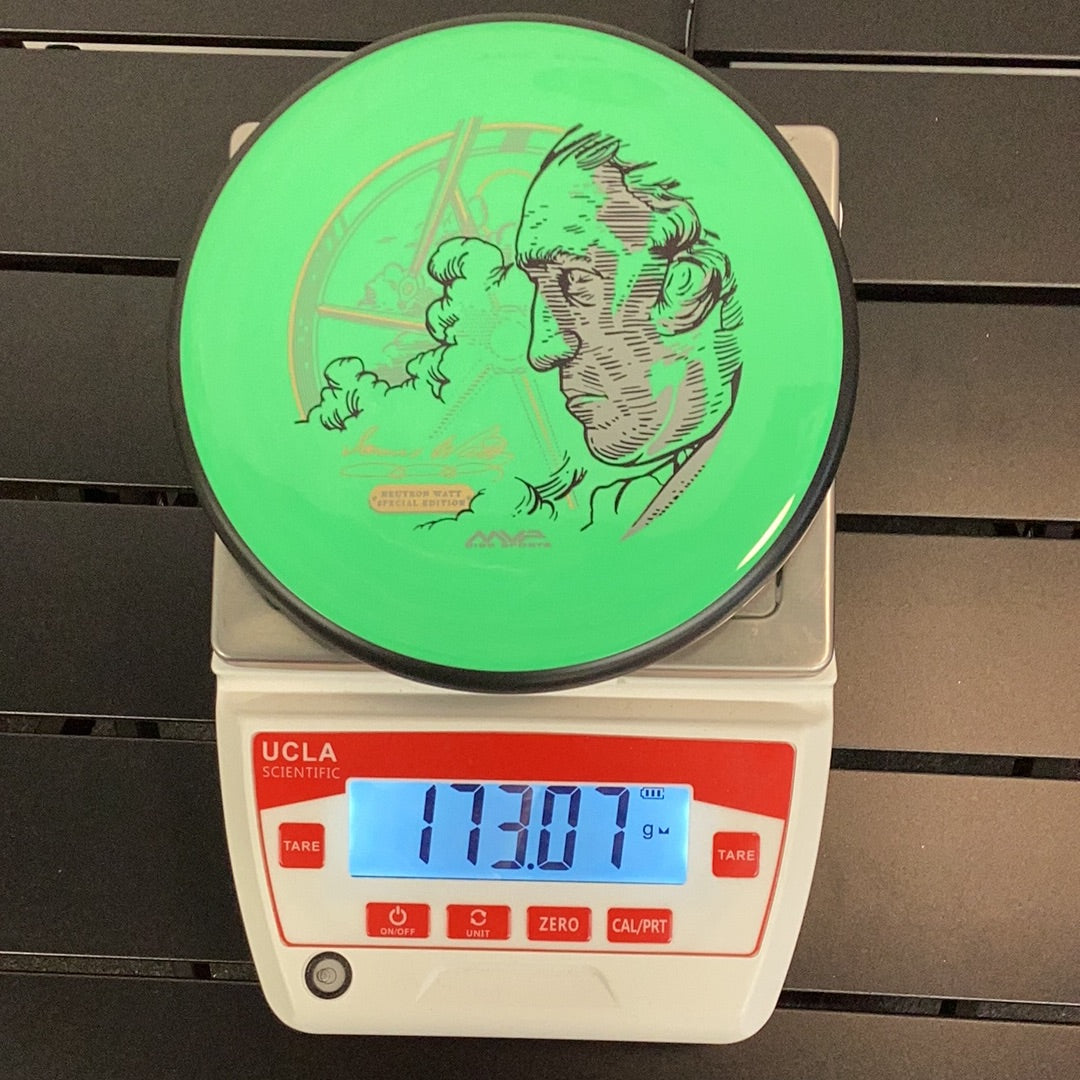 NEUTRON WATT
SPECIAL EDITION
MVP
DISC SPORTS
UCLA
SCIENTIFIC
173.07
g
TARE
TARE
ON/OFF
UNIT
ZERO
CAL/PRT